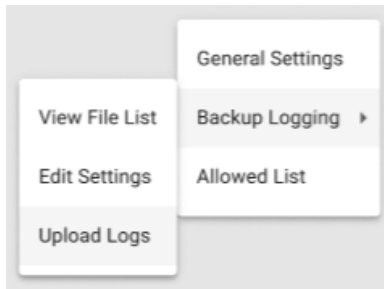 General Settings
Backup Logging
Allowed List
View File List
Edit Settings
Upload Logs